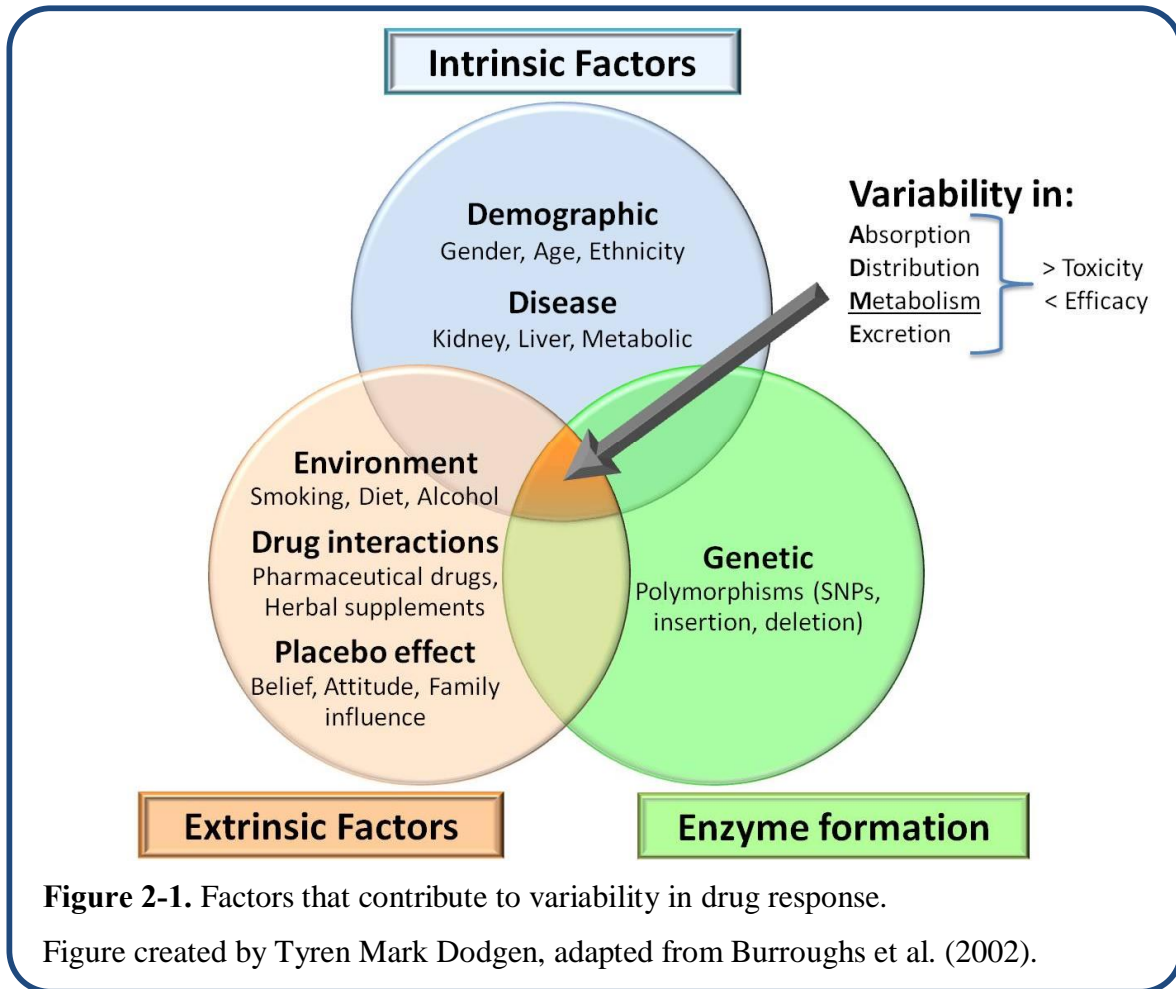 Intrinsic Factors
Demographic
Gender, Age, Ethnicity
Disease
Kidney, Liver, Metabolic
Variability in:
Absorption
Distribution
Metabolism
Excretion
> Toxicity
< Efficacy
Environment
Smoking, Diet, Alcohol
Drug interactions
Pharmaceutical drugs,
Herbal supplements
Placebo effect
Belief, Attitude, Family
influence
Genetic
Polymorphisms (SNPs,
insertion, deletion)
Extrinsic Factors
Enzyme formation
Figure 2-1. Factors that contribute to variability in drug response.
Figure created by Tyren Mark Dodgen, adapted from Burroughs et al. (2002).